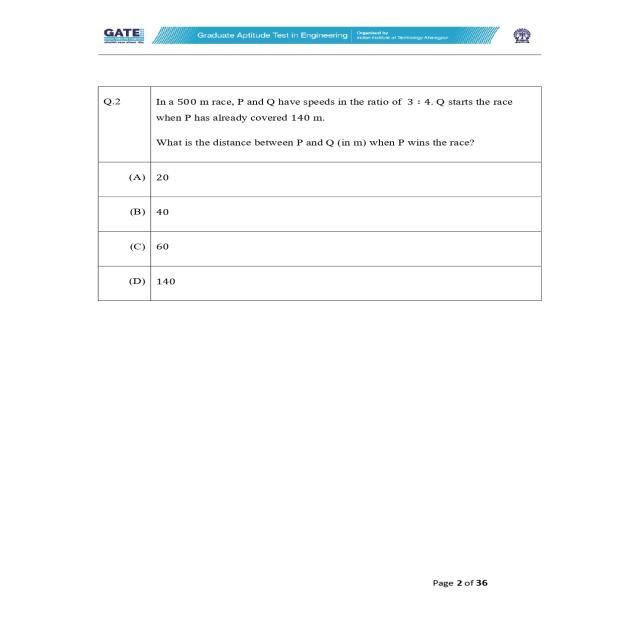 GATE
Graduate Aptitude Test in Engineering
Organised by
Indian Institute of Technology Kharagpur
Q.2
In a 500 m race, P and Q have speeds in the ratio of 3 : 4. Q starts the race
when P has already covered 140 m.
What is the distance between P and Q (in m) when P wins the race?
(A) 20
(B) 40
(C) 60
(D) 140
Page 2 of 36